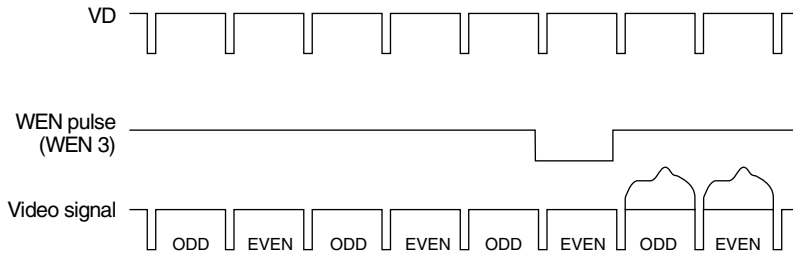 VD
WEN pulse
(WEN 3)
Video signal
ODD EVEN ODD EVEN ODD EVEN ODD EVEN